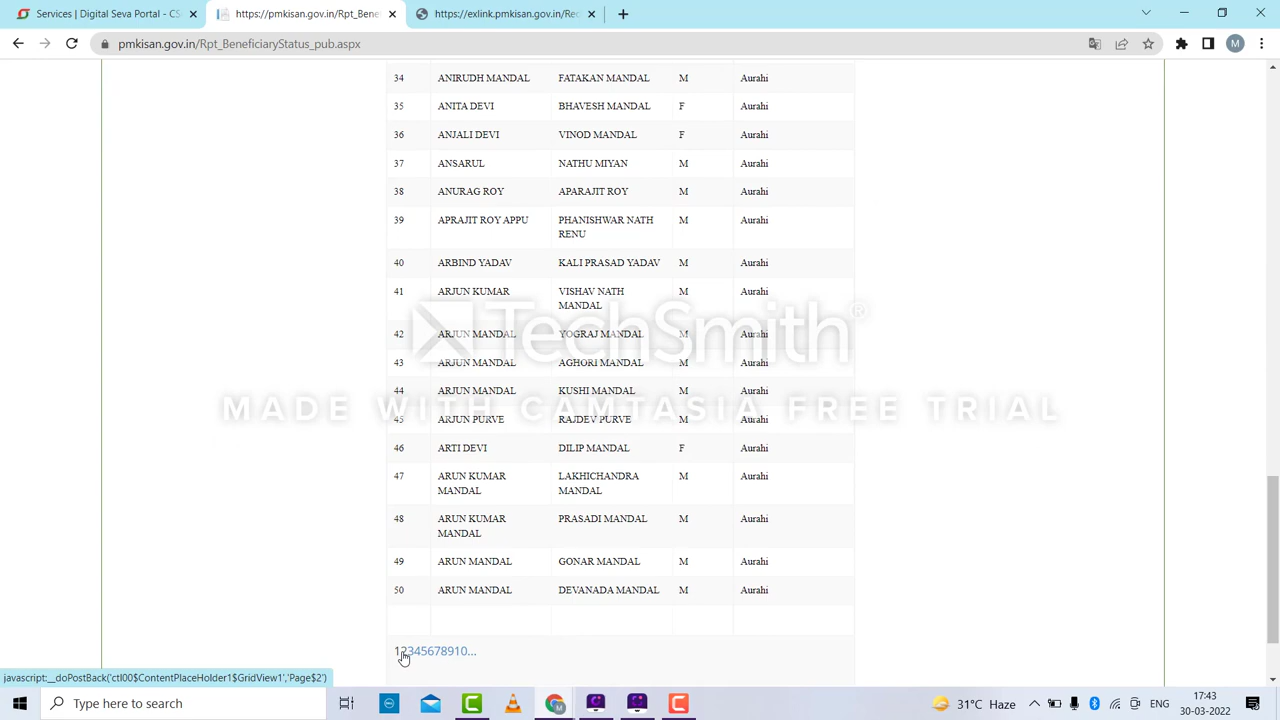 Services | Digital Portal - CS
https://pmkisan.gov.in/Rpt_Bene
https://exlink.pmkisan.gov.in/Rec
pmkisan.gov.in/Rpt_BeneficiaryStatus_pub.aspx
M
34 ANIRUDH MANDAL FATAKAN MANDAL M Aurahi
35 ANITA DEVI BHAVESH MANDAL F Aurahi
36 ANJALI DEVI VINOD MANDAL F Aurahi
37 ANSARUL NATHU MIYAN M Aurahi
38 ANURAG ROY APARAJIT ROY M Aurahi
39 APRAJIT ROY APPU PHANISHWAR NATH M Aurahi
RENU
40 ARBIND YADAV KALI PRASAD YADAV M Aurahi
41 ARJUN KUMAR VISHAV NATH M Aurahi
MANDAL
42 ARJUN MANDAL YOGRAJ MANDAL M Aurahi
43 ARJUN MANDAL AGHORI MANDAL M Aurahi
44 ARJUN MANDAL KUSHI MANDAL M Aurahi
45 ARJUN PURVE RAJDEV PURVE M Aurahi
46 ARTI DEVI DILIP MANDAL F Aurahi
47 ARUN KUMAR LAKHICHANDRA M Aurahi
MANDAL MANDAL
48 ARUN KUMAR PRASADI MANDAL M Aurahi
MANDAL
49 ARUN MANDAL GONAR MANDAL M Aurahi
50 ARUN MANDAL DEVANADA MANDAL M Aurahi
TechSmith®
MADE WITH CAMTASIA FREE TRIAL
12345678910...
javascript:__doPostBack('ctl00$ContentPlaceHolder1$GridView1','Page$2')
Type here to search
31°C Haze
ENG
17:43
30-03-2022